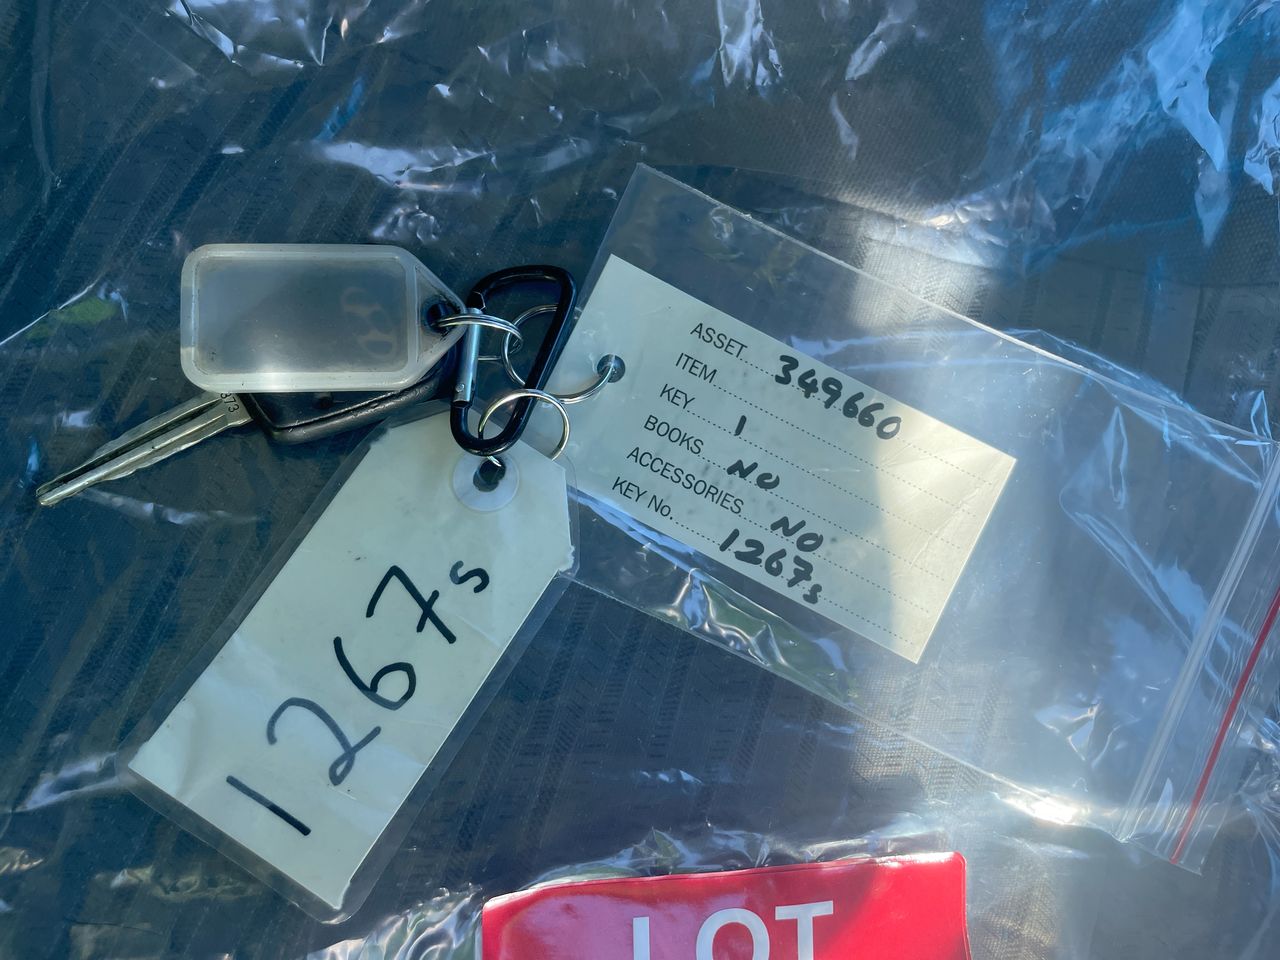 ASSET 349660
ITEM
KEY 1
BOOKS NO
ACCESSORIES NO
KEY No. 1267s
1267s
LOT